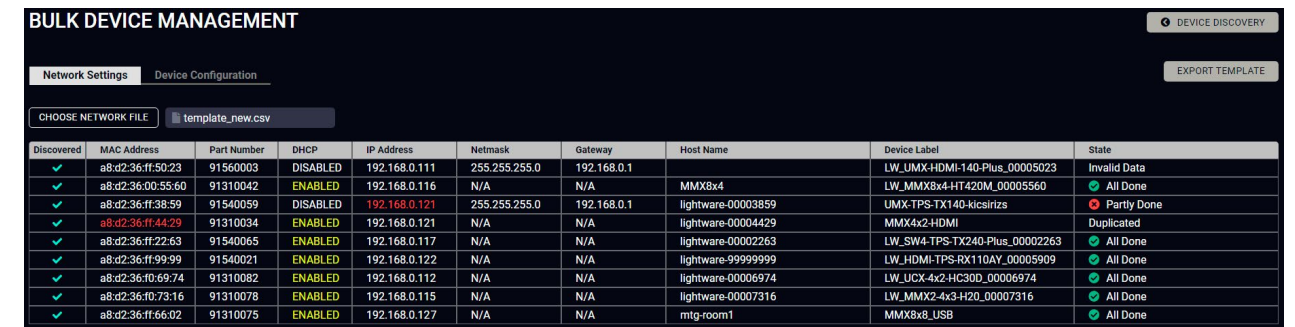 BULK DEVICE MANAGEMENT
DEVICE DISCOVERY
Network Settings Device Configuration
EXPORT TEMPLATE
CHOOSE NETWORK FILE template_new.csv
Discovered MAC Address Part Number DHCP IP Address Netmask Gateway Host Name Device Label State
a8:d2:36:ff:50:23 91560003 DISABLED 192.168.0.111 255.255.255.0 192.168.0.1 LW_UMX-HDMI-140-Plus_00005023 Invalid Data
a8:d2:36:00:55:60 91310042 ENABLED 192.168.0.116 N/A N/A MMX8x4 LW_MMX8x4-HT420M_00005560 All Done
a8:d2:36:ff:38:59 91540059 DISABLED 192.168.0.121 255.255.255.0 192.168.0.1 lightware-00003859 UMX-TPS-TX140-kicsirizs Partly Done
a8:d2:36:ff:44:29 91310034 ENABLED 192.168.0.121 N/A N/A lightware-00004429 MMX4x2-HDMI Duplicated
a8:d2:36:ff:22:63 91540065 ENABLED 192.168.0.117 N/A N/A lightware-00002263 LW_SW4-TPS-TX240-Plus_00002263 All Done
a8:d2:36:ff:99:99 91540021 ENABLED 192.168.0.122 N/A N/A lightware-99999999 LW_HDMI-TPS-RX110AY_00005909 All Done
a8:d2:36:f0:69:74 91310082 ENABLED 192.168.0.112 N/A N/A lightware-00006974 LW_UCX-4x2-HC30D_00006974 All Done
a8:d2:36:f0:73:16 91310078 ENABLED 192.168.0.115 N/A N/A lightware-00007316 LW_MMX2-4x3-H20_00007316 All Done
a8:d2:36:ff:66:02 91310075 ENABLED 192.168.0.127 N/A N/A mtg-room1 MMX8x8_USB All Done